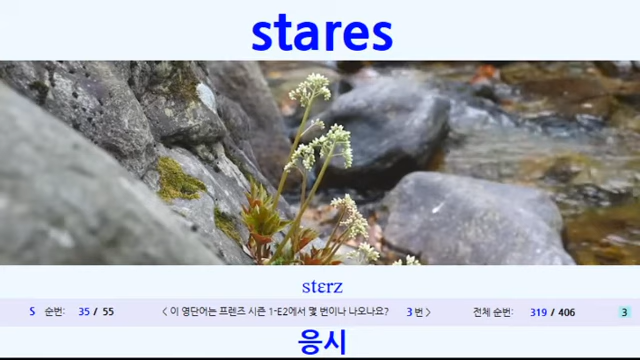 stares
stɛrz
S 순번: 35 / 55 < 이 영단어는 프렌즈 시즌 1-E2에서 몇 번이나 나오나요? 3 번 > 전체 순번: 319 / 406 3
응시